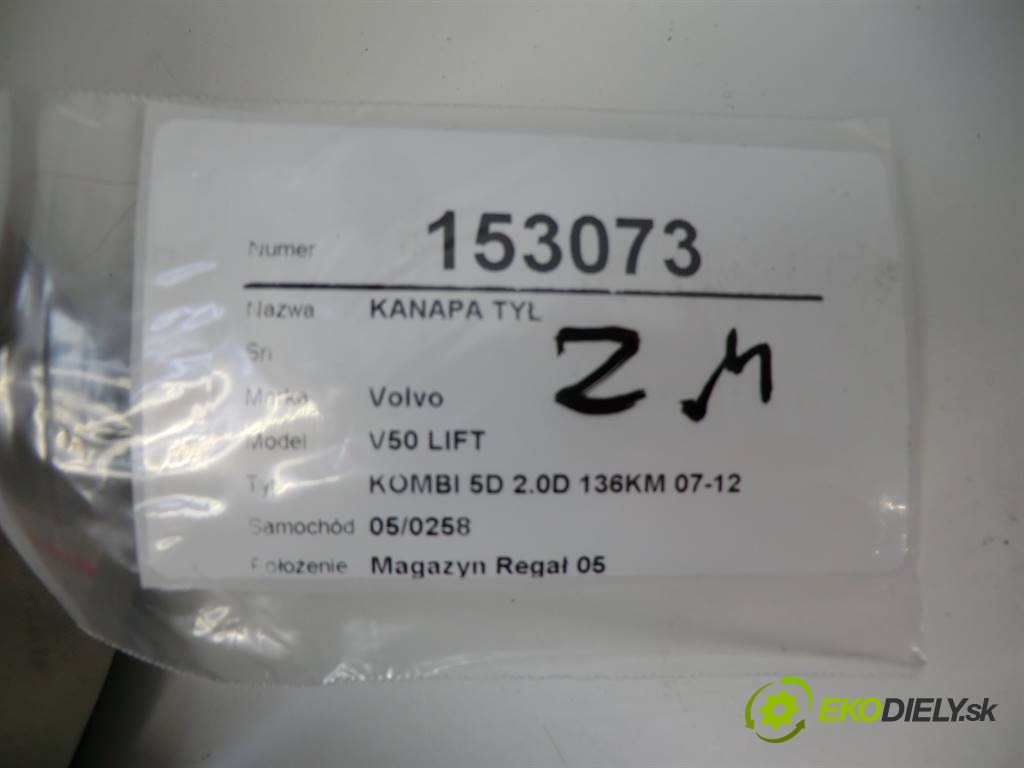 Numer 153073
Nazwa KANAPA TYŁ
Sn
Marka Volvo
Model V50 LIFT
Typ KOMBI 5D 2.0D 136KM 07-12
Samochód 05/0258
Położenie Magazyn Regał 05
EKODIELY.sk